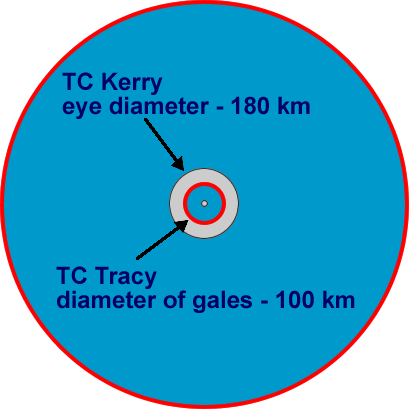 TC Kerry
eye diameter - 180 km
TC Tracy
diameter of gales - 100 km